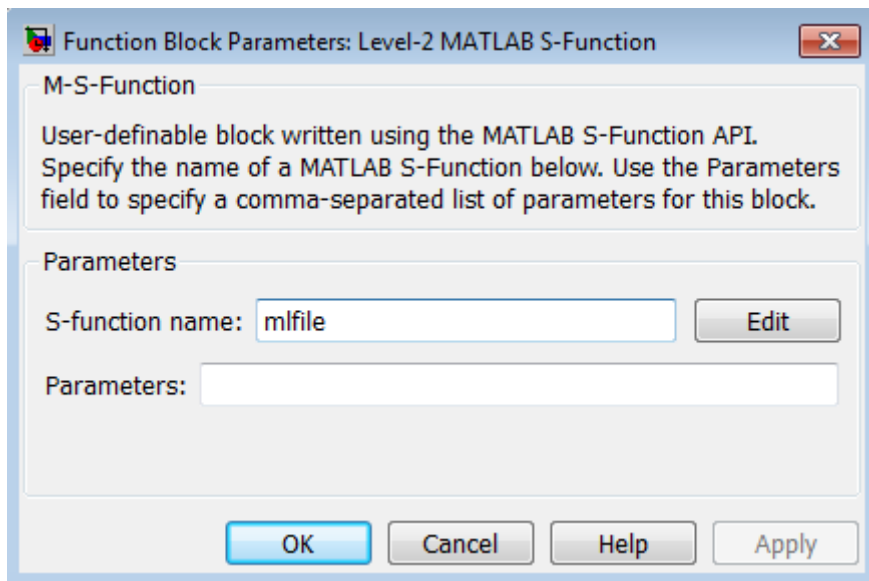 Function Block Parameters: Level-2 MATLAB S-Function
M-S-Function
User-definable block written using the MATLAB S-Function API.
Specify the name of a MATLAB S-Function below. Use the Parameters
field to specify a comma-separated list of parameters for this block.
Parameters
S-function name: mlfile Edit
Parameters:
OK Cancel Help Apply